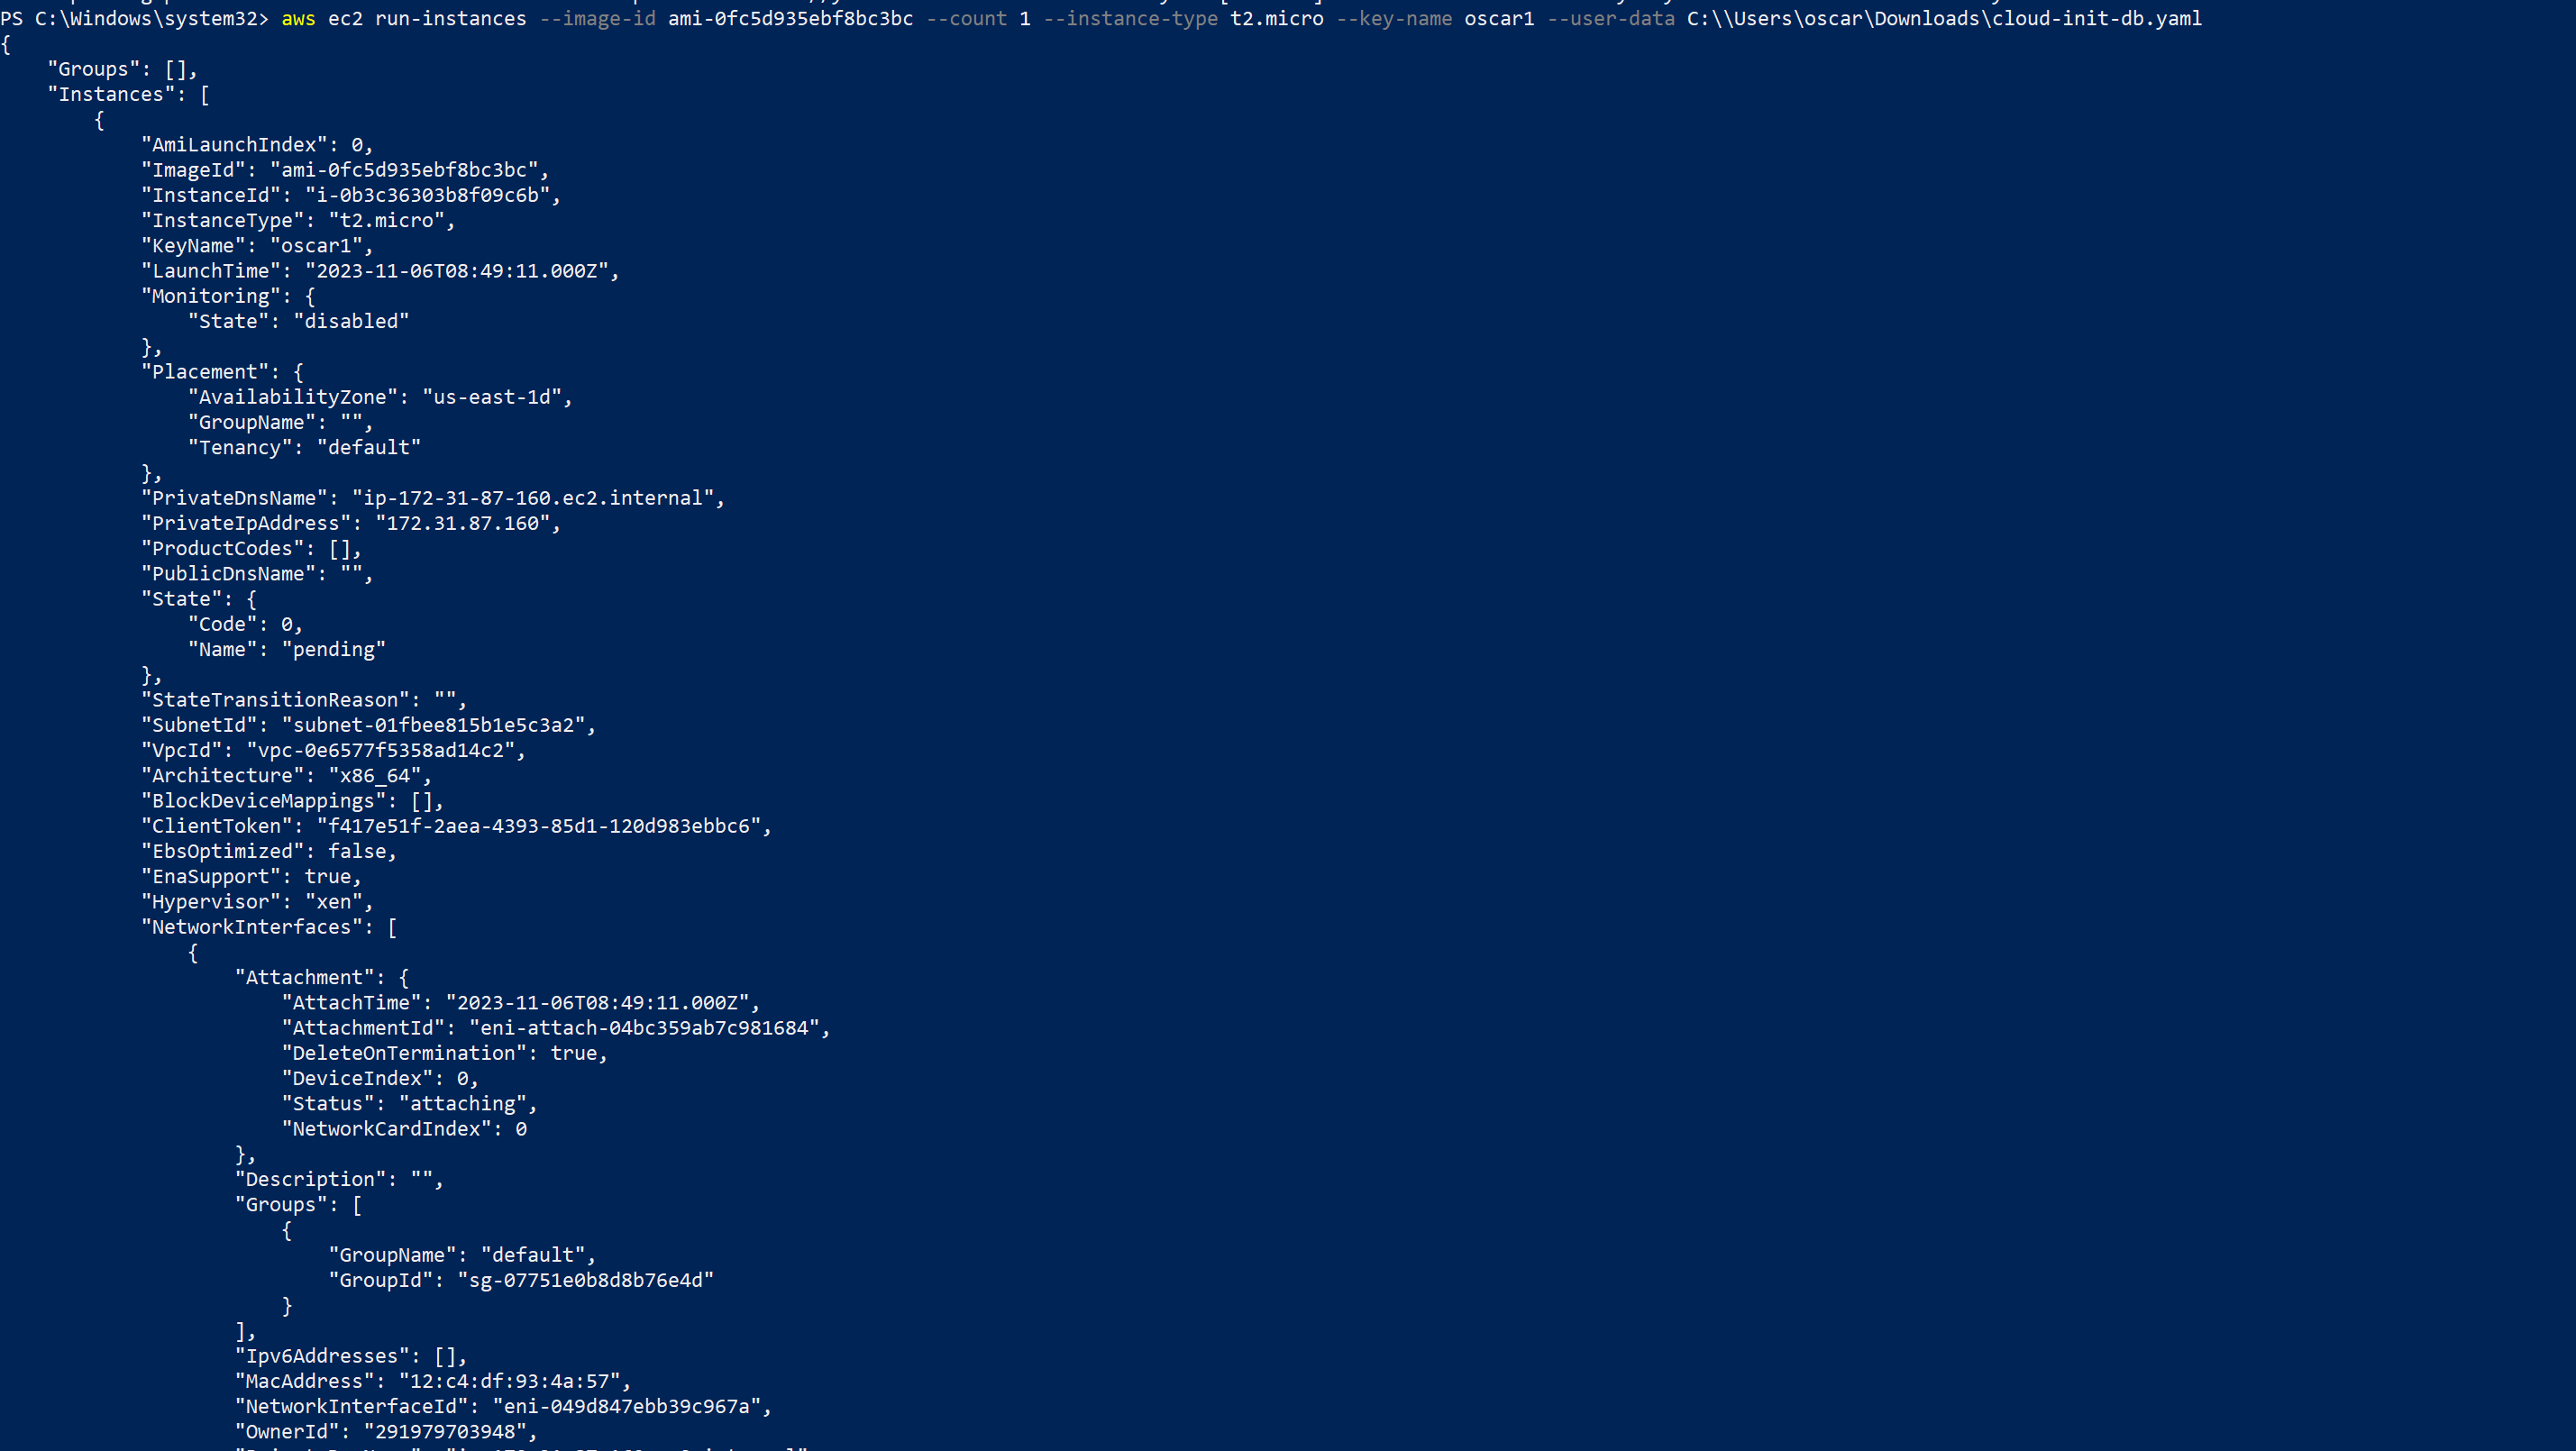 PS C:\Windows\system32> aws ec2 run-instances --image-id ami-0fc5d935ebf8bc3bc --count 1 --instance-type t2.micro --key-name oscar1 --user-data C:\\Users\oscar\Downloads\cloud-init-db.yaml
{
    "Groups": [],
    "Instances": [
        {
            "AmiLaunchIndex": 0,
            "ImageId": "ami-0fc5d935ebf8bc3bc",
            "InstanceId": "i-0b3c36303b8f09c6b",
            "InstanceType": "t2.micro",
            "KeyName": "oscar1",
            "LaunchTime": "2023-11-06T08:49:11.000Z",
            "Monitoring": {
                "State": "disabled"
            },
            "Placement": {
                "AvailabilityZone": "us-east-1d",
                "GroupName": "",
                "Tenancy": "default"
            },
            "PrivateDnsName": "ip-172-31-87-160.ec2.internal",
            "PrivateIpAddress": "172.31.87.160",
            "ProductCodes": [],
            "PublicDnsName": "",
            "State": {
                "Code": 0,
                "Name": "pending"
            },
            "StateTransitionReason": "",
            "SubnetId": "subnet-01fbee815b1e5c3a2",
            "VpcId": "vpc-0e6577f5358ad14c2",
            "Architecture": "x86_64",
            "BlockDeviceMappings": [],
            "ClientToken": "f417e51f-2aea-4393-85d1-120d983ebbc6",
            "EbsOptimized": false,
            "EnaSupport": true,
            "Hypervisor": "xen",
            "NetworkInterfaces": [
                {
                    "Attachment": {
                        "AttachTime": "2023-11-06T08:49:11.000Z",
                        "AttachmentId": "eni-attach-04bc359ab7c981684",
                        "DeleteOnTermination": true,
                        "DeviceIndex": 0,
                        "Status": "attaching",
                        "NetworkCardIndex": 0
                    },
                    "Description": "",
                    "Groups": [
                        {
                            "GroupName": "default",
                            "GroupId": "sg-07751e0b8d8b76e4d"
                        }
                    ],
                    "Ipv6Addresses": [],
                    "MacAddress": "12:c4:df:93:4a:57",
                    "NetworkInterfaceId": "eni-049d847ebb39c967a",
                    "OwnerId": "291979703948",